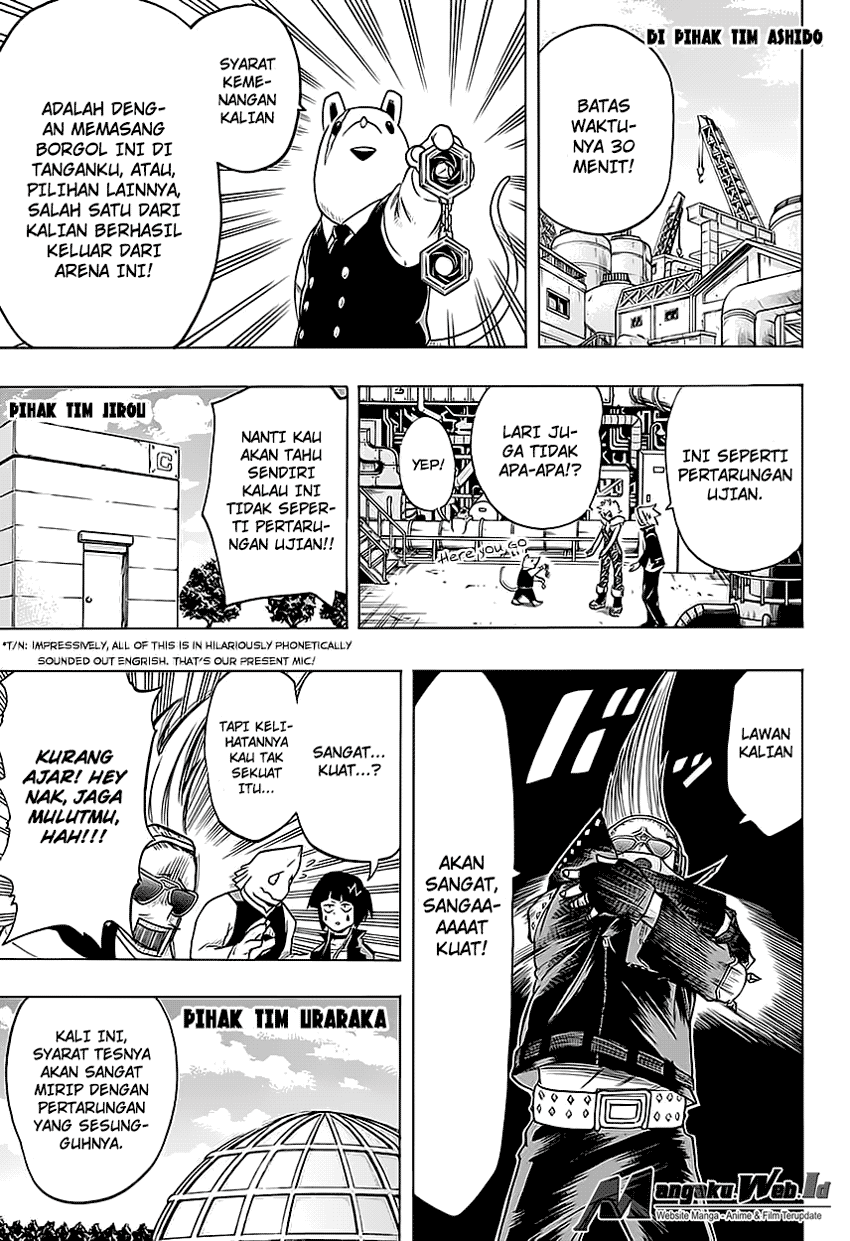 DI PIHAK TIM ASHIDO
BATAS
WAKTU-
NYA 30
MENIT!
SYARAT
KEME-
NANGAN
KALIAN
ADALAH DENG-
AN MEMASANG
BORGOL INI DI
TANGANKU, ATAU,
PILIHAN LAINNYA,
SALAH SATU DARI
KALIAN BERHASIL
KELUAR DARI
ARENA INI!
INI SEPERTI
PERTARUNGAN
UJIAN.
LARI JU-
GA TIDAK
APA-APA!?
YEP!
Here you go
PIHAK TIM JIROU
NANTI KAU
AKAN TAHU
SENDIRI
KALAU INI
TIDAK SEPER-
TI PERTARU-
NGAN UJIAN!!
G
*T/N: IMPRESSIVELY, ALL OF THIS IS IN HILARIOUSLY PHONETICALLY
SOUNDED OUT ENGRISH. THAT'S OUR PRESENT MIC!
LAWAN
KALIAN
ドド
AKAN
SANGAT,
SANGAA-
AAAAT
KUAT!
SANGAT...
KUAT...?
TAPI KELI-
HATANNYA
KAU TAK
SEKUAT
ITU...
KURANG
AJAR! HEY
NAK, JAGA
MULUTMU,
HAH!!!
PIHAK TIM URARAKA
KALI INI,
SYARAT TESNYA
AKAN SANGAT
MIRIP DENGAN
PERTARUNGAN
YANG SESUNG-
GUHNYA.
Mangaku.Web.Id
Website Manga - Anime & Film Terupdate